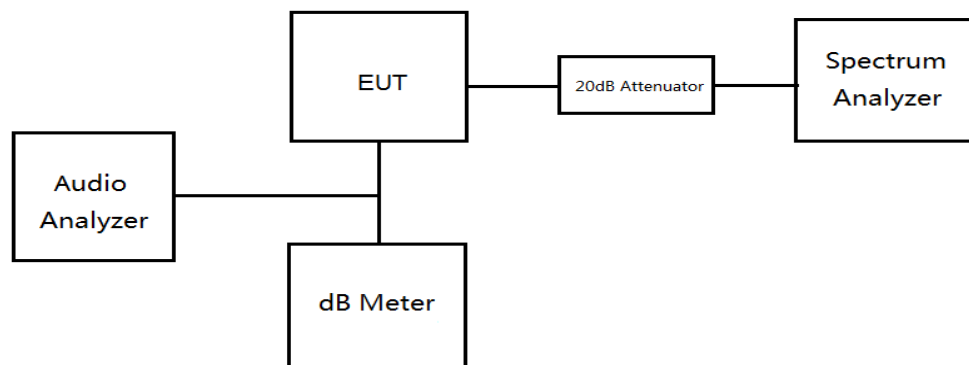 EUT
20dB Attenuator
Spectrum
Analyzer
Audio
Analyzer
dB Meter